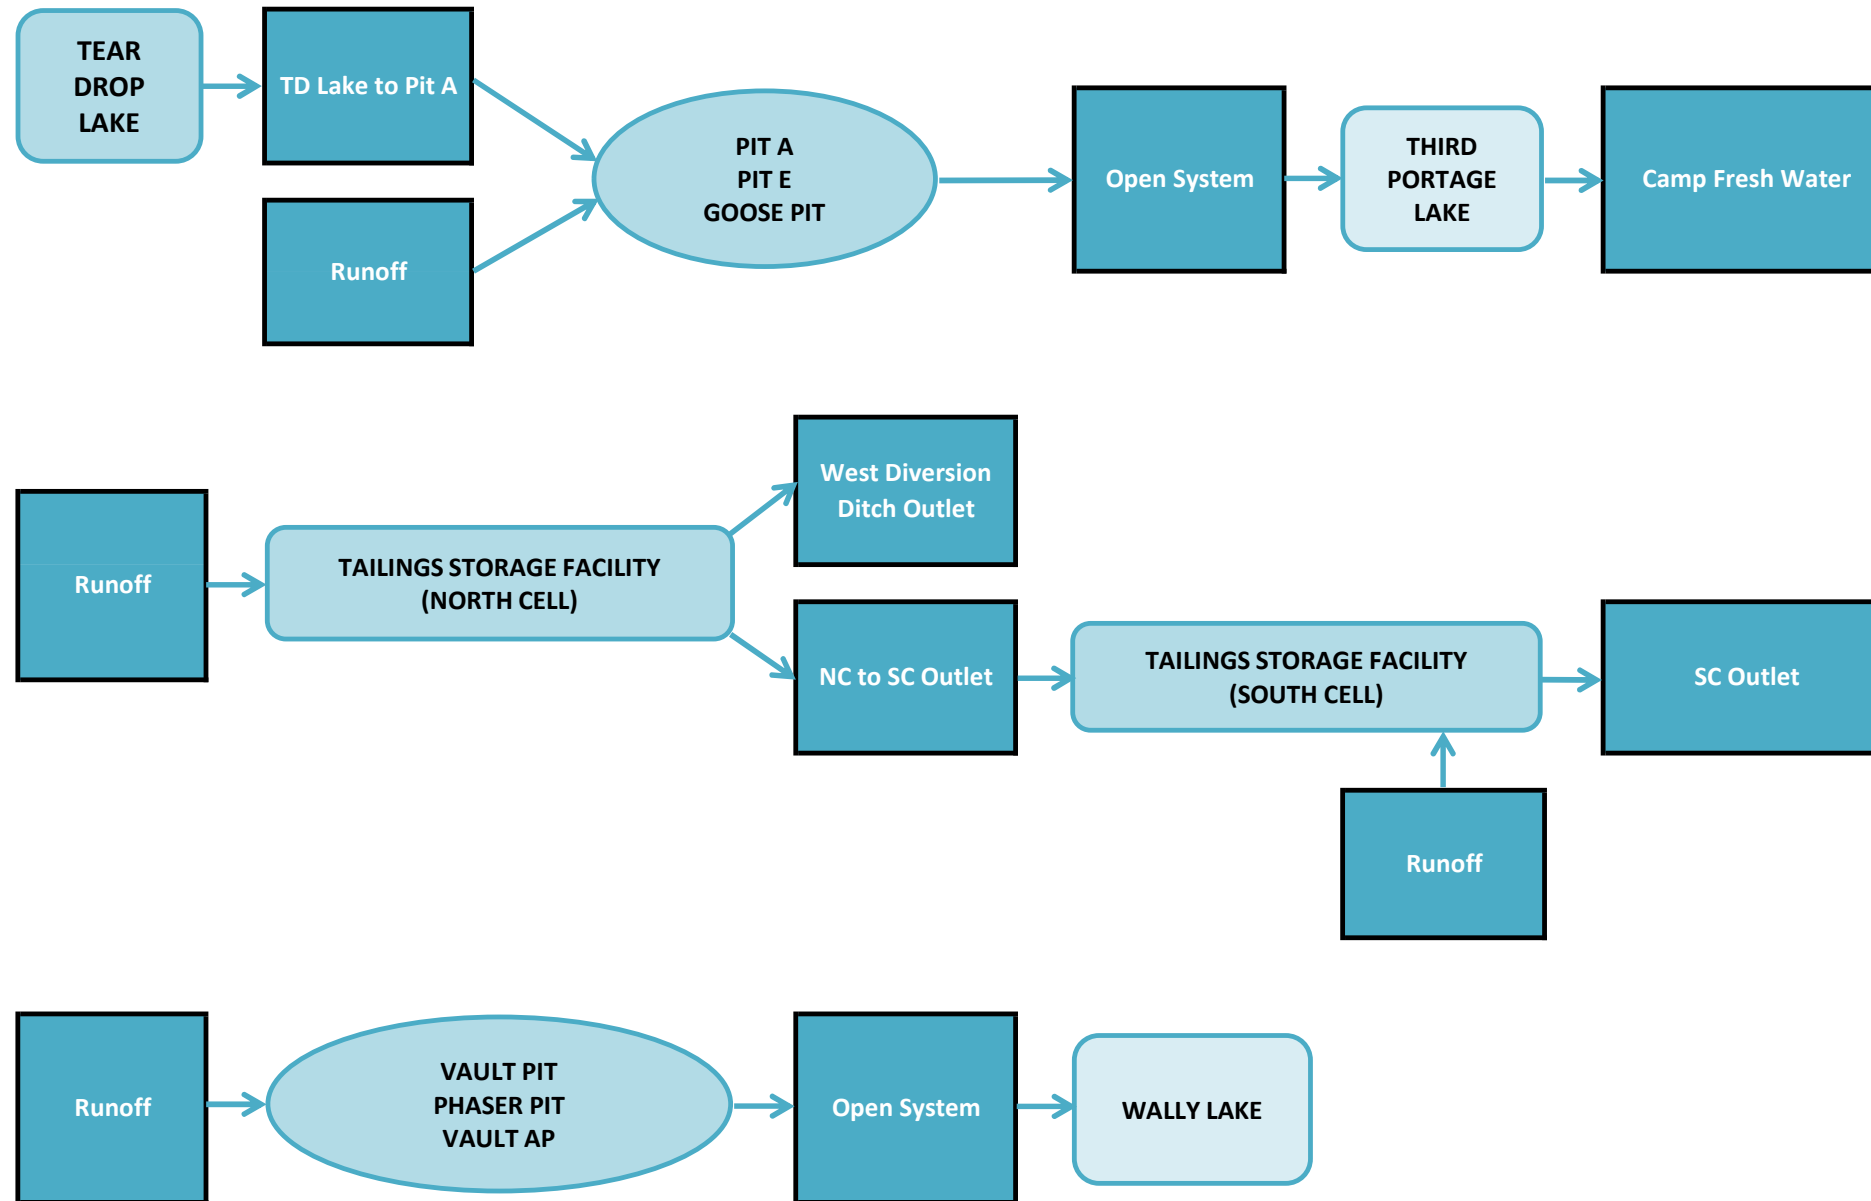 TEAR
DROP
LAKE
TD Lake to Pit A
Runoff
PIT A
PIT E
GOOSE PIT
Open System
THIRD
PORTAGE
LAKE
Camp Fresh Water
Runoff
TAILINGS STORAGE FACILITY
(NORTH CELL)
West Diversion
Ditch Outlet
NC to SC Outlet
TAILINGS STORAGE FACILITY
(SOUTH CELL)
SC Outlet
Runoff
Runoff
VAULT PIT
PHASER PIT
VAULT AP
Open System
WALLY LAKE